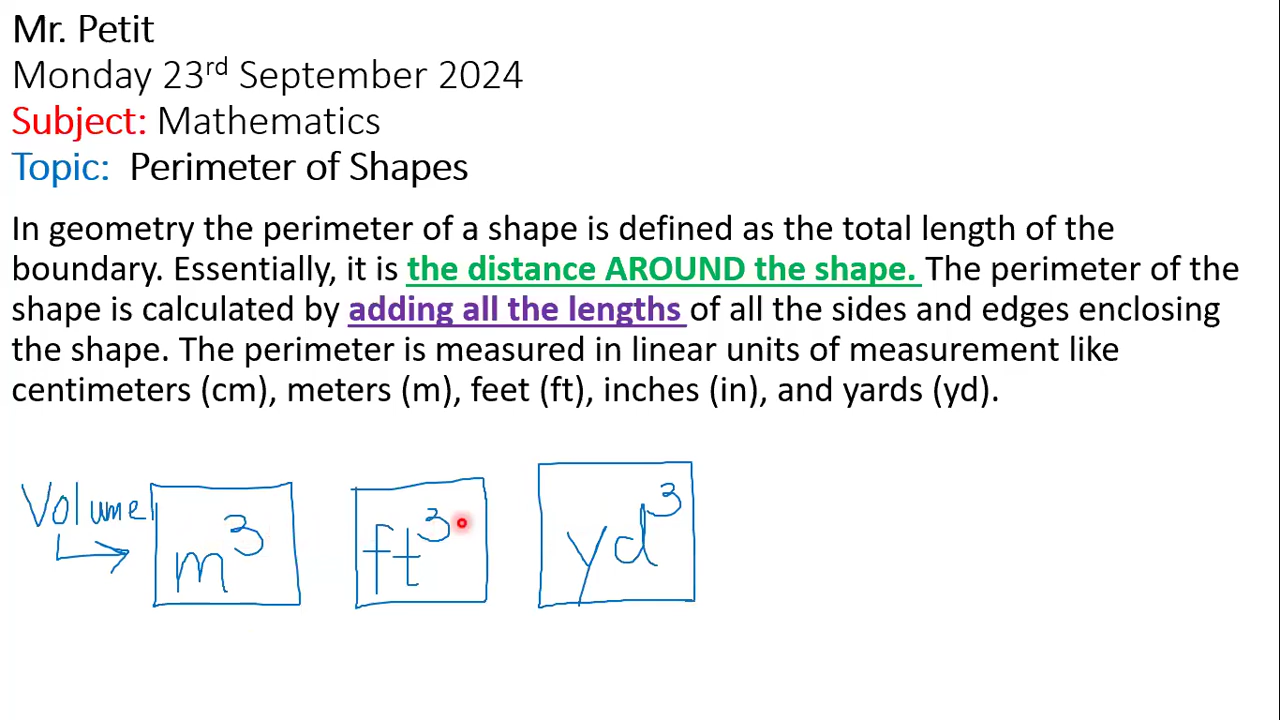 Mr. Petit
Monday 23rd September 2024
Subject: Mathematics
Topic: Perimeter of Shapes
In geometry the perimeter of a shape is defined as the total length of the
boundary. Essentially, it is the distance AROUND the shape. The perimeter of the
shape is calculated by adding all the lengths of all the sides and edges enclosing
the shape. The perimeter is measured in linear units of measurement like
centimeters (cm), meters (m), feet (ft), inches (in), and yards (yd).
Volume m³ ft³ yd³